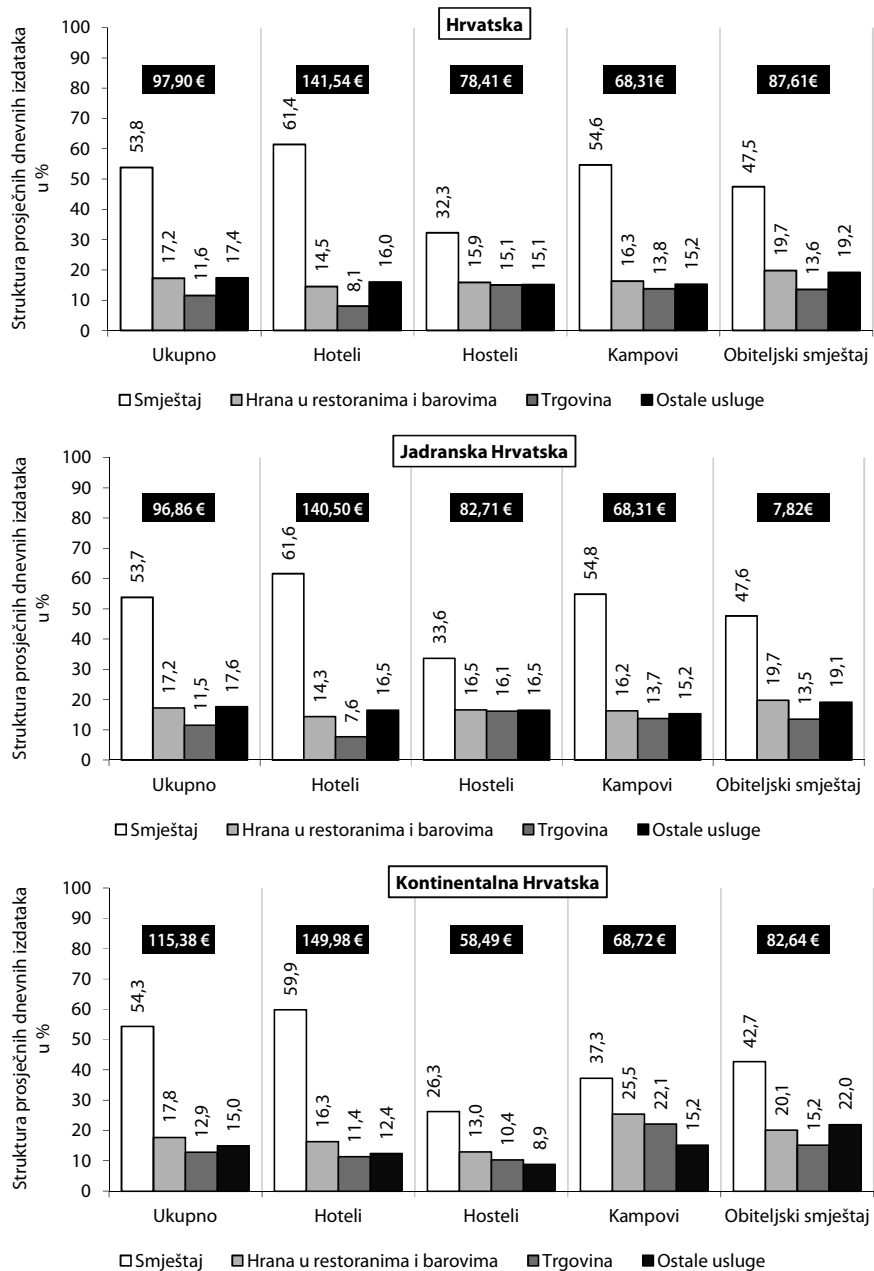 Hrvatska
Struktura prosječnih dnevnih izdataka
u %
100
90
80
70
60
50
40
30
20
10
0
97,90 € 141,54 € 78,41 € 68,31€ 87,61€
53,8 17,2 11,6 17,4 61,4 14,5 8,1 16,0 32,3 15,9 15,1 15,1 54,6 16,3 13,8 15,2 47,5 19,7 13,6 19,2
Ukupno Hoteli Hosteli Kampovi Obiteljski smještaj
Smještaj Hrana u restoranima i barovima Trgovina Ostale usluge
Jadranska Hrvatska
Struktura prosječnih dnevnih izdataka
u %
100
90
80
70
60
50
40
30
20
10
0
96,86 € 140,50 € 82,71 € 68,31 € 7,82€
53,7 17,2 11,5 17,6 61,6 14,3 7,6 16,5 33,6 16,5 16,1 16,5 54,8 16,2 13,7 15,2 47,6 19,7 13,5 19,1
Ukupno Hoteli Hosteli Kampovi Obiteljski smještaj
Smještaj Hrana u restoranima i barovima Trgovina Ostale usluge
Kontinentalna Hrvatska
Struktura prosječnih dnevnih izdataka
u %
100
90
80
70
60
50
40
30
20
10
0
115,38 € 149,98 € 58,49 € 68,72 € 82,64 €
54,3 17,8 12,9 15,0 59,9 16,3 11,4 12,4 26,3 13,0 10,4 8,9 37,3 25,5 22,1 15,2 42,7 20,1 15,2 22,0
Ukupno Hoteli Hosteli Kampovi Obiteljski smještaj
Smještaj Hrana u restoranima i barovima Trgovina Ostale usluge